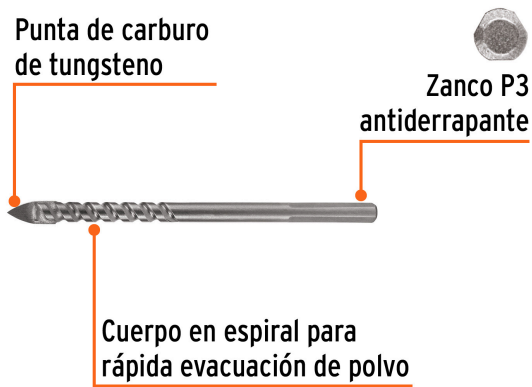 Punta de carburo
de tungsteno
Zanco P3
antiderrapante
Cuerpo en espiral para
rápida evacuación de polvo